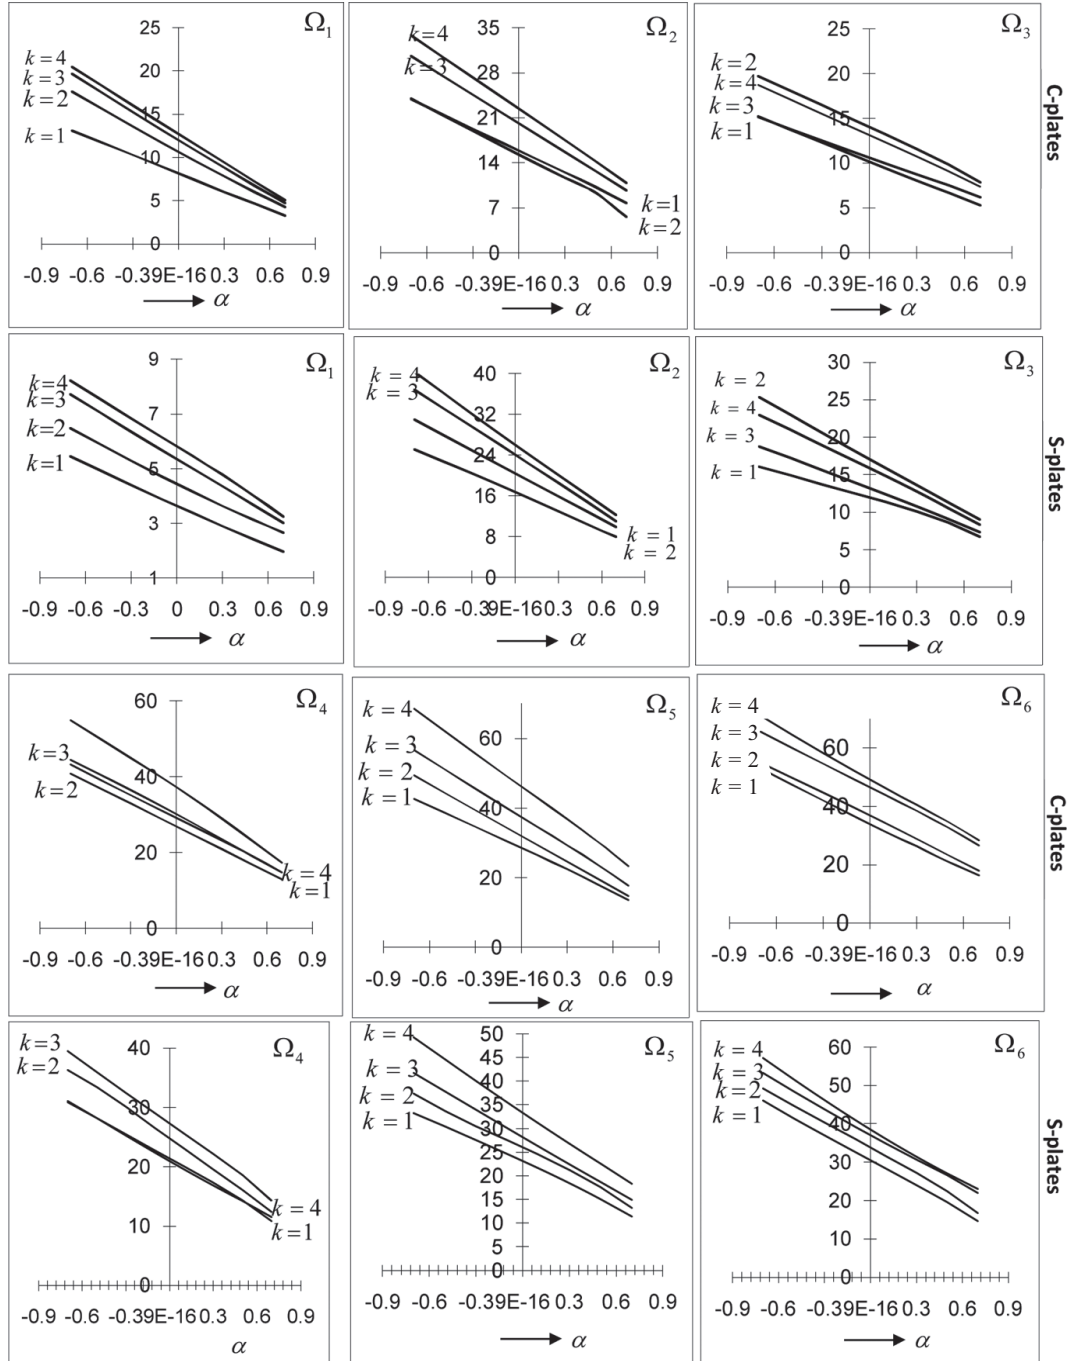 25
Ω1
k = 4
20
k = 3
k = 2
15
k = 1
10
5
0
-0.9 -0.6 -0.39E-16 0.3 0.6 0.9
α
35
Ω2
k=4
k=3
28
21
14
7
k=1
k=2
0
-0.9 -0.6 -0.39E-16 0.3 0.6 0.9
α
25
Ω3
k = 2
20
k = 4
k = 3
15
k = 1
10
5
0
-0.9 -0.6 -0.39E-16 0.3 0.6 0.9
α
C-plates
9
Ω1
k=4
k=3
7
k=2
k=1
5
3
1
-0.9 -0.6 -0.3 0 0.3 0.6 0.9
α
40
Ω2
k = 4
k = 3
32
24
16
8
k = 1
k = 2
0
-0.9 -0.6 -0.39E-16 0.3 0.6 0.9
α
30
Ω3
k = 2
25
k = 4
20
k = 3
k = 1
15
10
5
0
-0.9 -0.6 -0.39E-16 0.3 0.6 0.9
α
S-plates
60
Ω4
k = 3
40
k = 2
20
k = 4
k = 1
0
-0.9 -0.6 -0.39E-16 0.3 0.6 0.9
α
Ω5
k = 4
60
k = 3
k = 2
k = 1
40
20
0
-0.9 -0.6 -0.39E-16 0.3 0.6 0.9
α
Ω6
k = 4
k = 3
60
k = 2
k = 1
40
20
0
-0.9 -0.6 -0.39E-16 0.3 0.6 0.9
α
C-plates
40
Ω4
k = 3
k = 2
30
20
10
k = 4
k = 1
0
-0.9 -0.6 -0.39E-16 0.3 0.6 0.9
α
50
Ω5
k = 4
45
40
k = 3
35
k = 2
30
k = 1
25
20
15
10
5
0
-0.9 -0.6 -0.39E-16 0.3 0.6 0.9
α
60
Ω6
k = 4
k = 3
50
k = 2
k = 1
40
30
20
10
0
-0.9 -0.6 -0.39E-16 0.3 0.6 0.9
α
S-plates